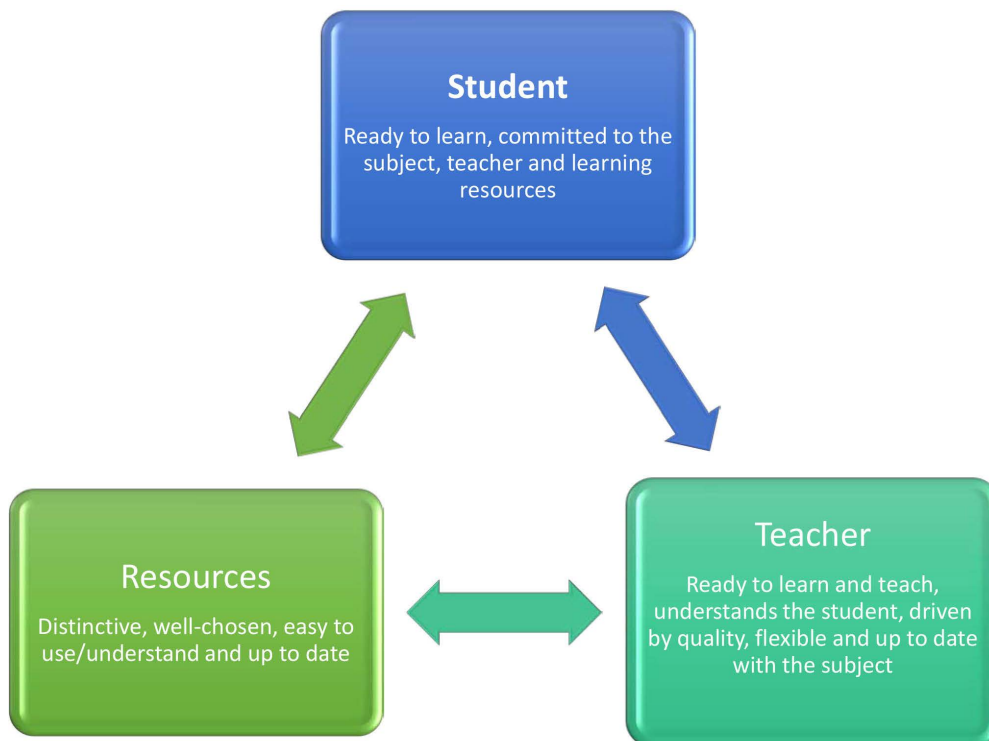 Student
Ready to learn, committed to the
subject, teacher and learning
resources
Resources
Distinctive, well-chosen, easy to
use/understand and up to date
Teacher
Ready to learn and teach,
understands the student, driven
by quality, flexible and up to date
with the subject